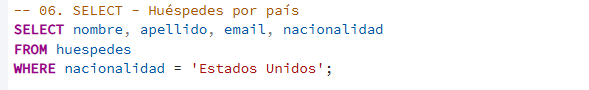 -- 06. SELECT - Huéspedes por país
SELECT nombre, apellido, email, nacionalidad
FROM huespedes
WHERE nacionalidad = 'Estados Unidos';